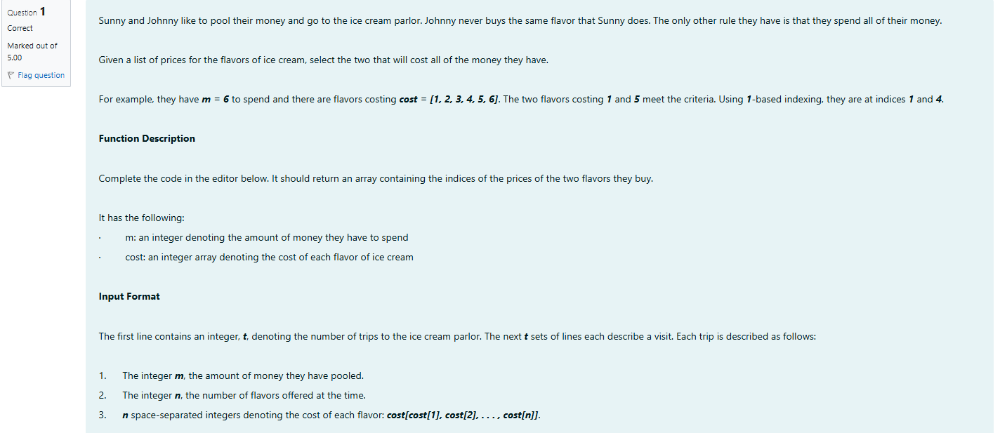 Question 1
Correct
Marked out of
5.00
Flag question
Sunny and Johnny like to pool their money and go to the ice cream parlor. Johnny never buys the same flavor that Sunny does. The only other rule they have is that they spend all of their money.
Given a list of prices for the flavors of ice cream, select the two that will cost all of the money they have.
For example, they have m = 6 to spend and there are flavors costing cost = [1, 2, 3, 4, 5, 6]. The two flavors costing 1 and 5 meet the criteria. Using 1-based indexing, they are at indices 1 and 4.
Function Description
Complete the code in the editor below. It should return an array containing the indices of the prices of the two flavors they buy.
It has the following:
· m: an integer denoting the amount of money they have to spend
· cost: an integer array denoting the cost of each flavor of ice cream
Input Format
The first line contains an integer, t, denoting the number of trips to the ice cream parlor. The next t sets of lines each describe a visit. Each trip is described as follows:
1. The integer m, the amount of money they have pooled.
2. The integer n, the number of flavors offered at the time.
3. n space-separated integers denoting the cost of each flavor: cost[cost[1], cost[2], . . . , cost[n]].